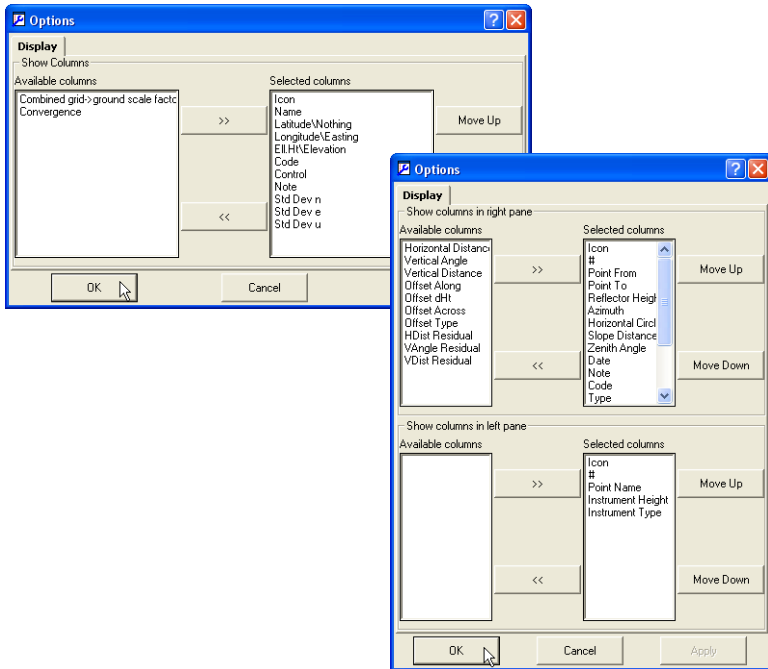 Options
Display
Show Columns
Available columns
Combined grid->ground scale facto
Convergence
>>
<<
Selected columns
Icon
Name
Latitude\Nothing
Longitude\Easting
Ell.Ht\Elevation
Code
Control
Note
Std Dev n
Std Dev e
Std Dev u
Move Up
OK
Cancel
Options
Display
Show columns in right pane
Available columns
Horizontal Distanc
Vertical Angle
Vertical Distance
Offset Along
Offset dHt
Offset Across
Offset Type
HDist Residual
VAngle Residual
VDist Residual
>>
<<
Selected columns
Icon
#
Point From
Point To
Reflector Heigh
Azimuth
Horizontal Circl
Slope Distance
Zenith Angle
Date
Note
Code
Type
Move Up
Move Down
Show columns in left pane
Available columns
>>
<<
Selected columns
Icon
#
Point Name
Instrument Height
Instrument Type
Move Up
Move Down
OK
Cancel
Apply